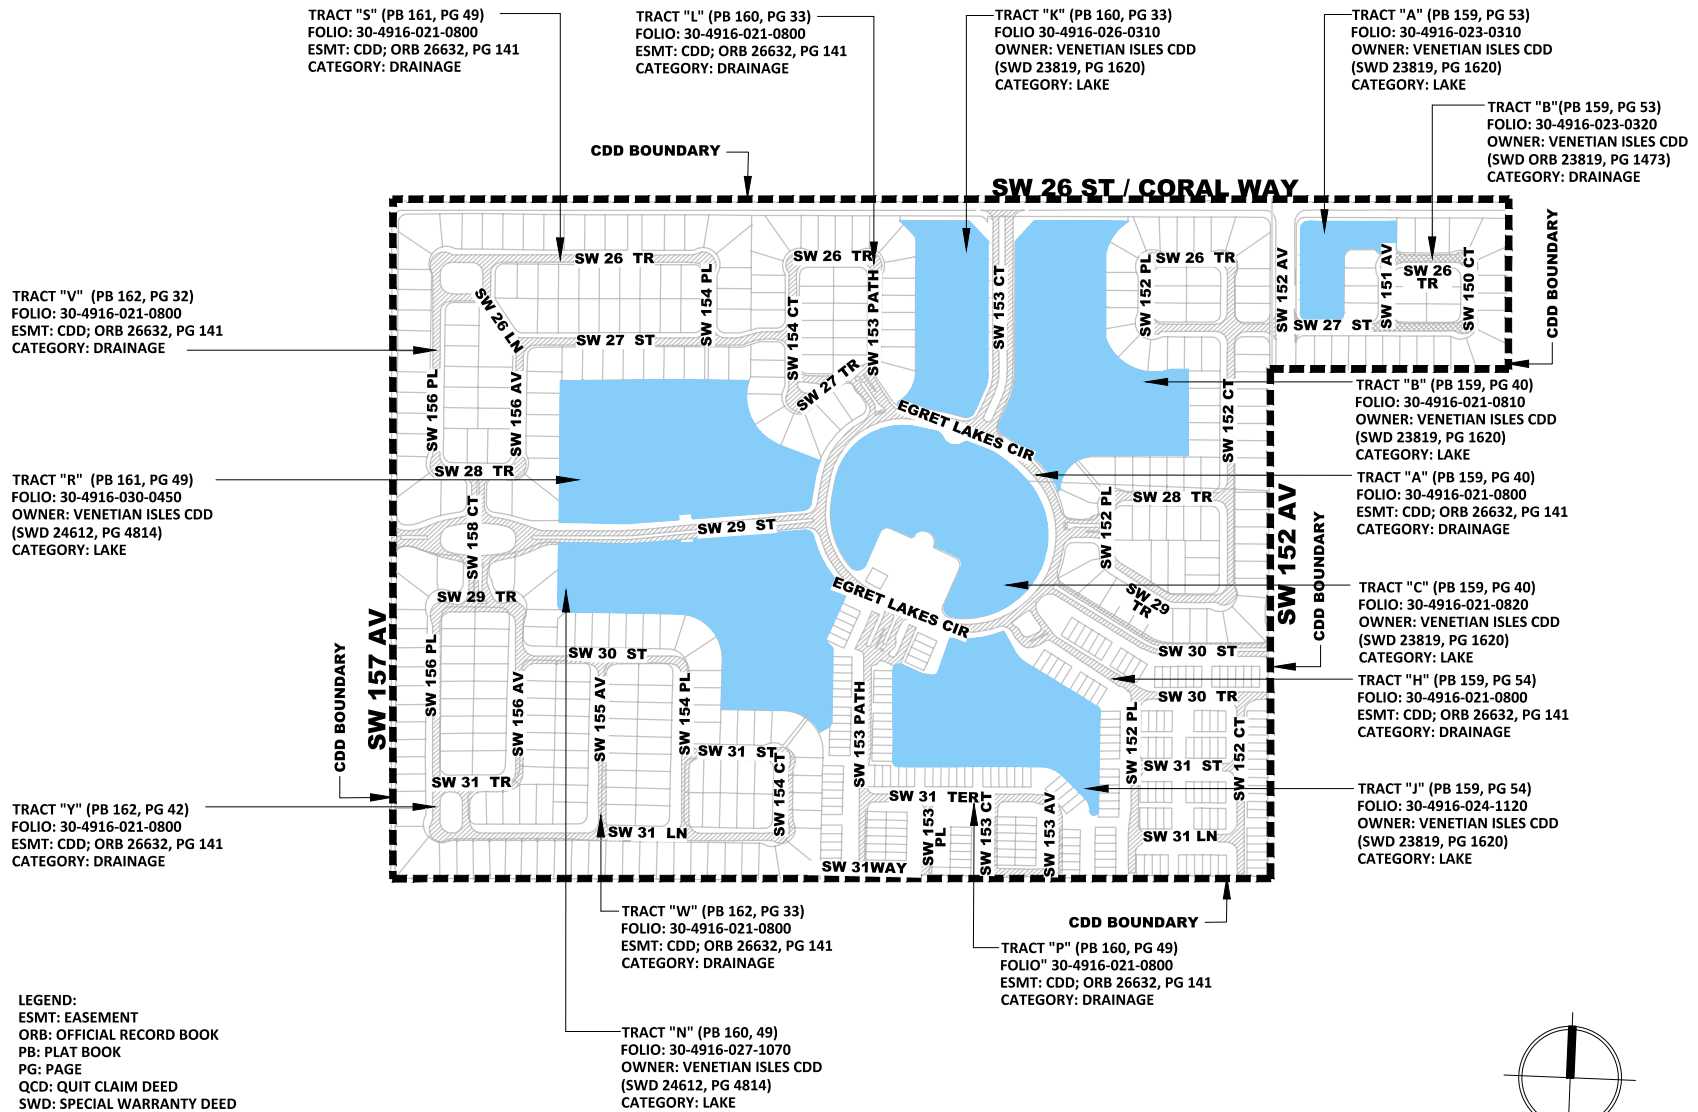 TRACT "S" (PB 161, PG 49)
FOLIO: 30-4916-021-0800
ESMT: CDD; ORB 26632, PG 141
CATEGORY: DRAINAGE
TRACT "L" (PB 160, PG 33)
FOLIO: 30-4916-021-0800
ESMT: CDD; ORB 26632, PG 141
CATEGORY: DRAINAGE
TRACT "K" (PB 160, PG 33)
FOLIO 30-4916-026-0310
OWNER: VENETIAN ISLES CDD
(SWD 23819, PG 1620)
CATEGORY: LAKE
TRACT "A" (PB 159, PG 53)
FOLIO: 30-4916-023-0310
OWNER: VENETIAN ISLES CDD
(SWD 23819, PG 1620)
CATEGORY: LAKE
TRACT "B"(PB 159, PG 53)
FOLIO: 30-4916-023-0320
OWNER: VENETIAN ISLES CDD
(SWD ORB 23819, PG 1473)
CATEGORY: DRAINAGE
CDD BOUNDARY
SW 26 ST / CORAL WAY
CDD BOUNDARY
SW 26 TR
SW 154 PL
SW 26 TR
SW 154 CT
SW 153 PATH
SW 153 CT
SW 152 PL
SW 26 TR
SW 152 AV
SW 151 AV
SW 26
TR
SW 150 CT
SW 27 ST
TRACT "V" (PB 162, PG 32)
FOLIO: 30-4916-021-0800
ESMT: CDD; ORB 26632, PG 141
CATEGORY: DRAINAGE
SW 26 LN
SW 27 ST
SW 156 PL
SW 156 AV
SW 27 TR
EGRET LAKES CIR
SW 152 CT
TRACT "B" (PB 159, PG 40)
FOLIO: 30-4916-021-0810
OWNER: VENETIAN ISLES CDD
(SWD 23819, PG 1620)
CATEGORY: LAKE
TRACT "R" (PB 161, PG 49)
FOLIO: 30-4916-030-0450
OWNER: VENETIAN ISLES CDD
(SWD 24612, PG 4814)
CATEGORY: LAKE
SW 28 TR
SW 158 CT
SW 29 ST
SW 152 PL
SW 28 TR
SW 152 AV
CDD BOUNDARY
TRACT "A" (PB 159, PG 40)
FOLIO: 30-4916-021-0800
ESMT: CDD; ORB 26632, PG 141
CATEGORY: DRAINAGE
SW 29 TR
EGRET LAKES CIR
SW 29
TR
TRACT "C" (PB 159, PG 40)
FOLIO: 30-4916-021-0820
OWNER: VENETIAN ISLES CDD
(SWD 23819, PG 1620)
CATEGORY: LAKE
CDD BOUNDARY
SW 157 AV
SW 156 PL
SW 156 AV
SW 30 ST
SW 155 AV
SW 154 PL
SW 153 PATH
SW 30 ST
SW 30 TR
TRACT "H" (PB 159, PG 54)
FOLIO: 30-4916-021-0800
ESMT: CDD; ORB 26632, PG 141
CATEGORY: DRAINAGE
SW 31 ST
SW 154 CT
SW 152 PL
SW 31 ST
SW 152 CT
SW 31 TR
SW 31 LN
SW 31 TER
SW 153
PL
SW 153 CT
SW 153 AV
SW 31 LN
SW 31WAY
TRACT "J" (PB 159, PG 54)
FOLIO: 30-4916-024-1120
OWNER: VENETIAN ISLES CDD
(SWD 23819, PG 1620)
CATEGORY: LAKE
TRACT "Y" (PB 162, PG 42)
FOLIO: 30-4916-021-0800
ESMT: CDD; ORB 26632, PG 141
CATEGORY: DRAINAGE
TRACT "W" (PB 162, PG 33)
FOLIO: 30-4916-021-0800
ESMT: CDD; ORB 26632, PG 141
CATEGORY: DRAINAGE
CDD BOUNDARY
TRACT "P" (PB 160, PG 49)
FOLIO" 30-4916-021-0800
ESMT: CDD; ORB 26632, PG 141
CATEGORY: DRAINAGE
TRACT "N" (PB 160, 49)
FOLIO: 30-4916-027-1070
OWNER: VENETIAN ISLES CDD
(SWD 24612, PG 4814)
CATEGORY: LAKE
LEGEND:
ESMT: EASEMENT
ORB: OFFICIAL RECORD BOOK
PB: PLAT BOOK
PG: PAGE
QCD: QUIT CLAIM DEED
SWD: SPECIAL WARRANTY DEED